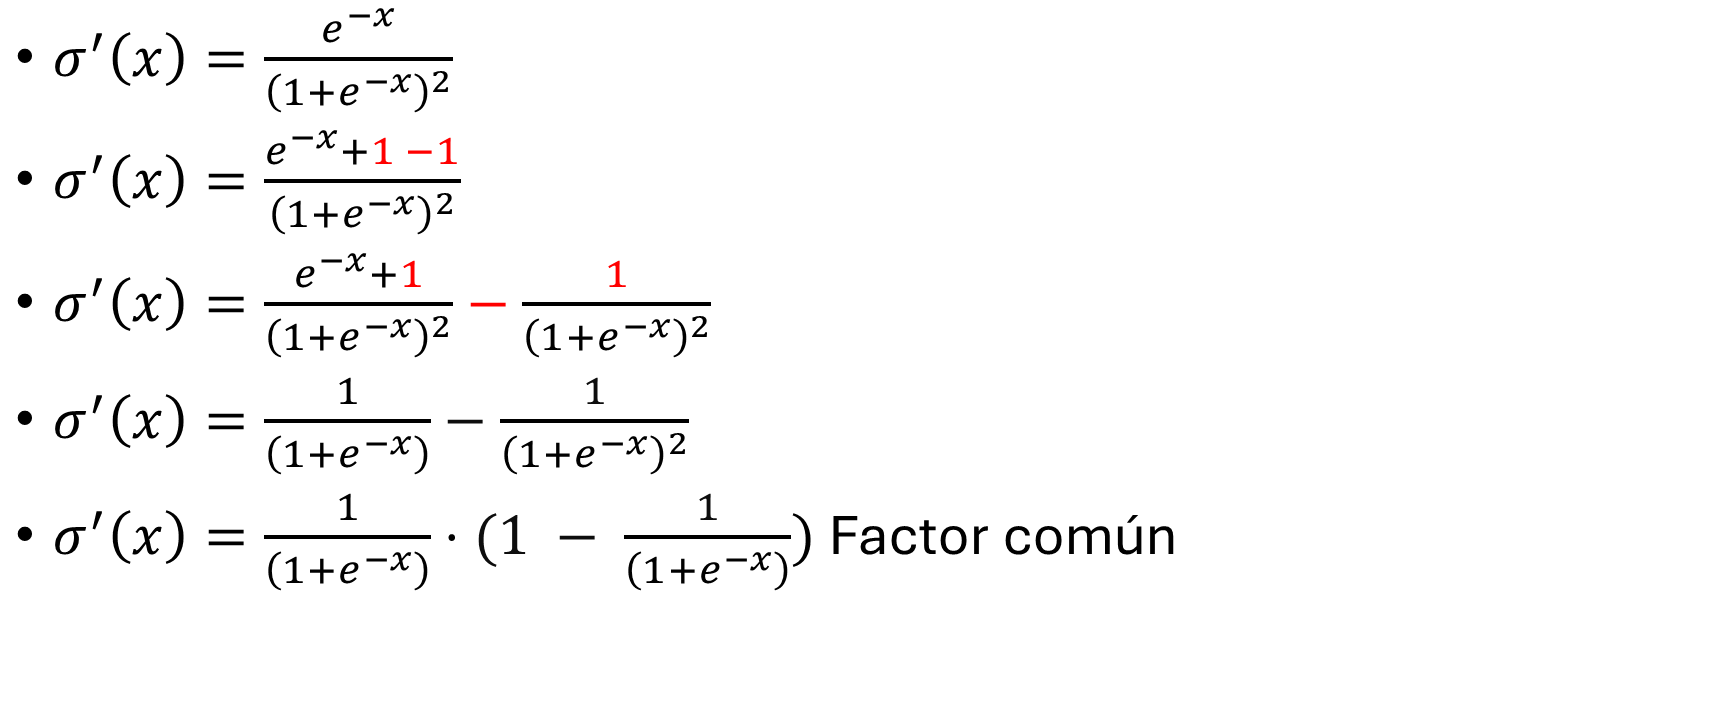 • σ′(x) = e^{−x} / (1+e^{−x})²
• σ′(x) = (e^{−x}+1 −1) / (1+e^{−x})²
• σ′(x) = (e^{−x}+1) / (1+e^{−x})² − 1 / (1+e^{−x})²
• σ′(x) = 1 / (1+e^{−x}) − 1 / (1+e^{−x})²
• σ′(x) = 1 / (1+e^{−x}) · (1 − 1 / (1+e^{−x})) Factor común